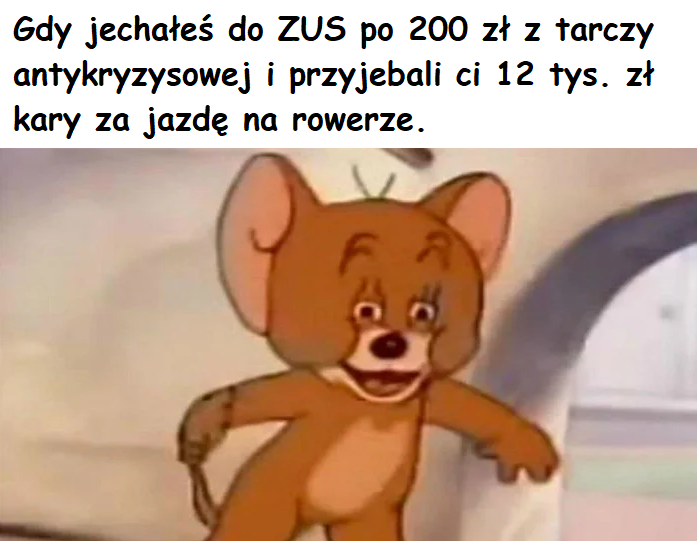 Gdy jechałeś do ZUS po 200 zł z tarczy
antykryzysowej i przyjebali ci 12 tys. zł
kary za jazdę na rowerze.